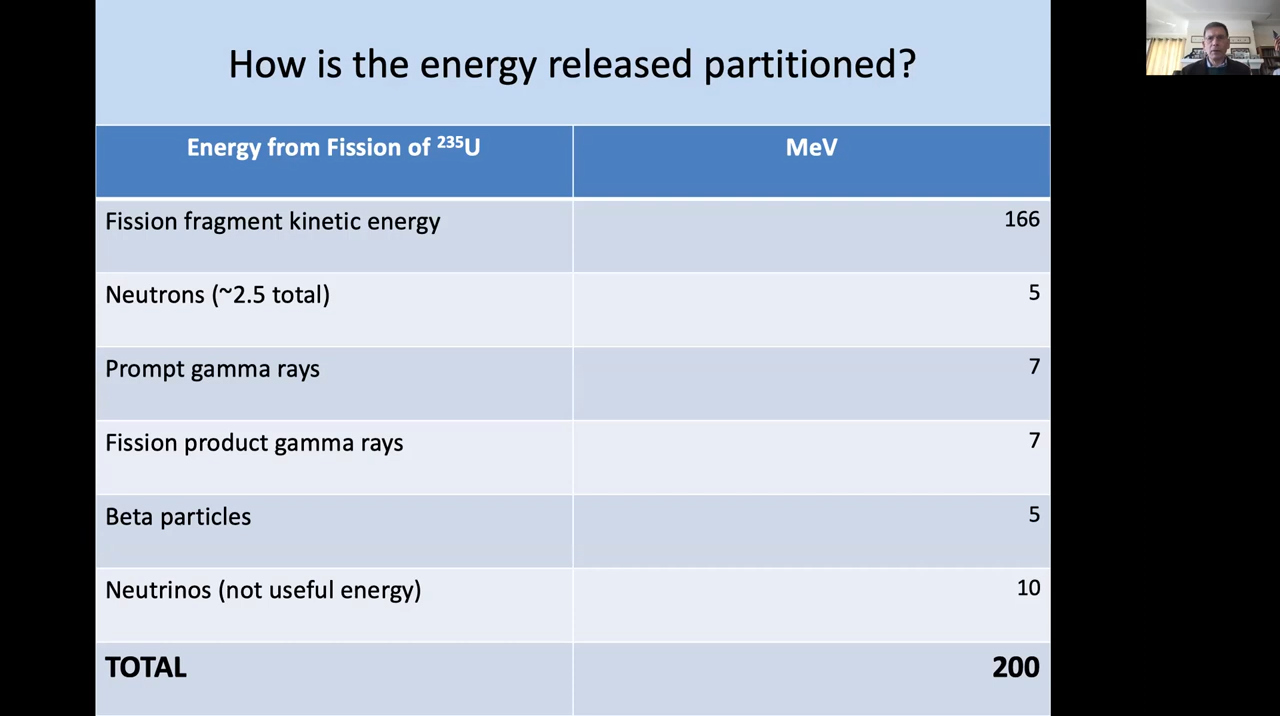 How is the energy released partitioned?
Energy from Fission of ²³⁵U MeV
Fission fragment kinetic energy 166
Neutrons (~2.5 total) 5
Prompt gamma rays 7
Fission product gamma rays 7
Beta particles 5
Neutrinos (not useful energy) 10
TOTAL 200